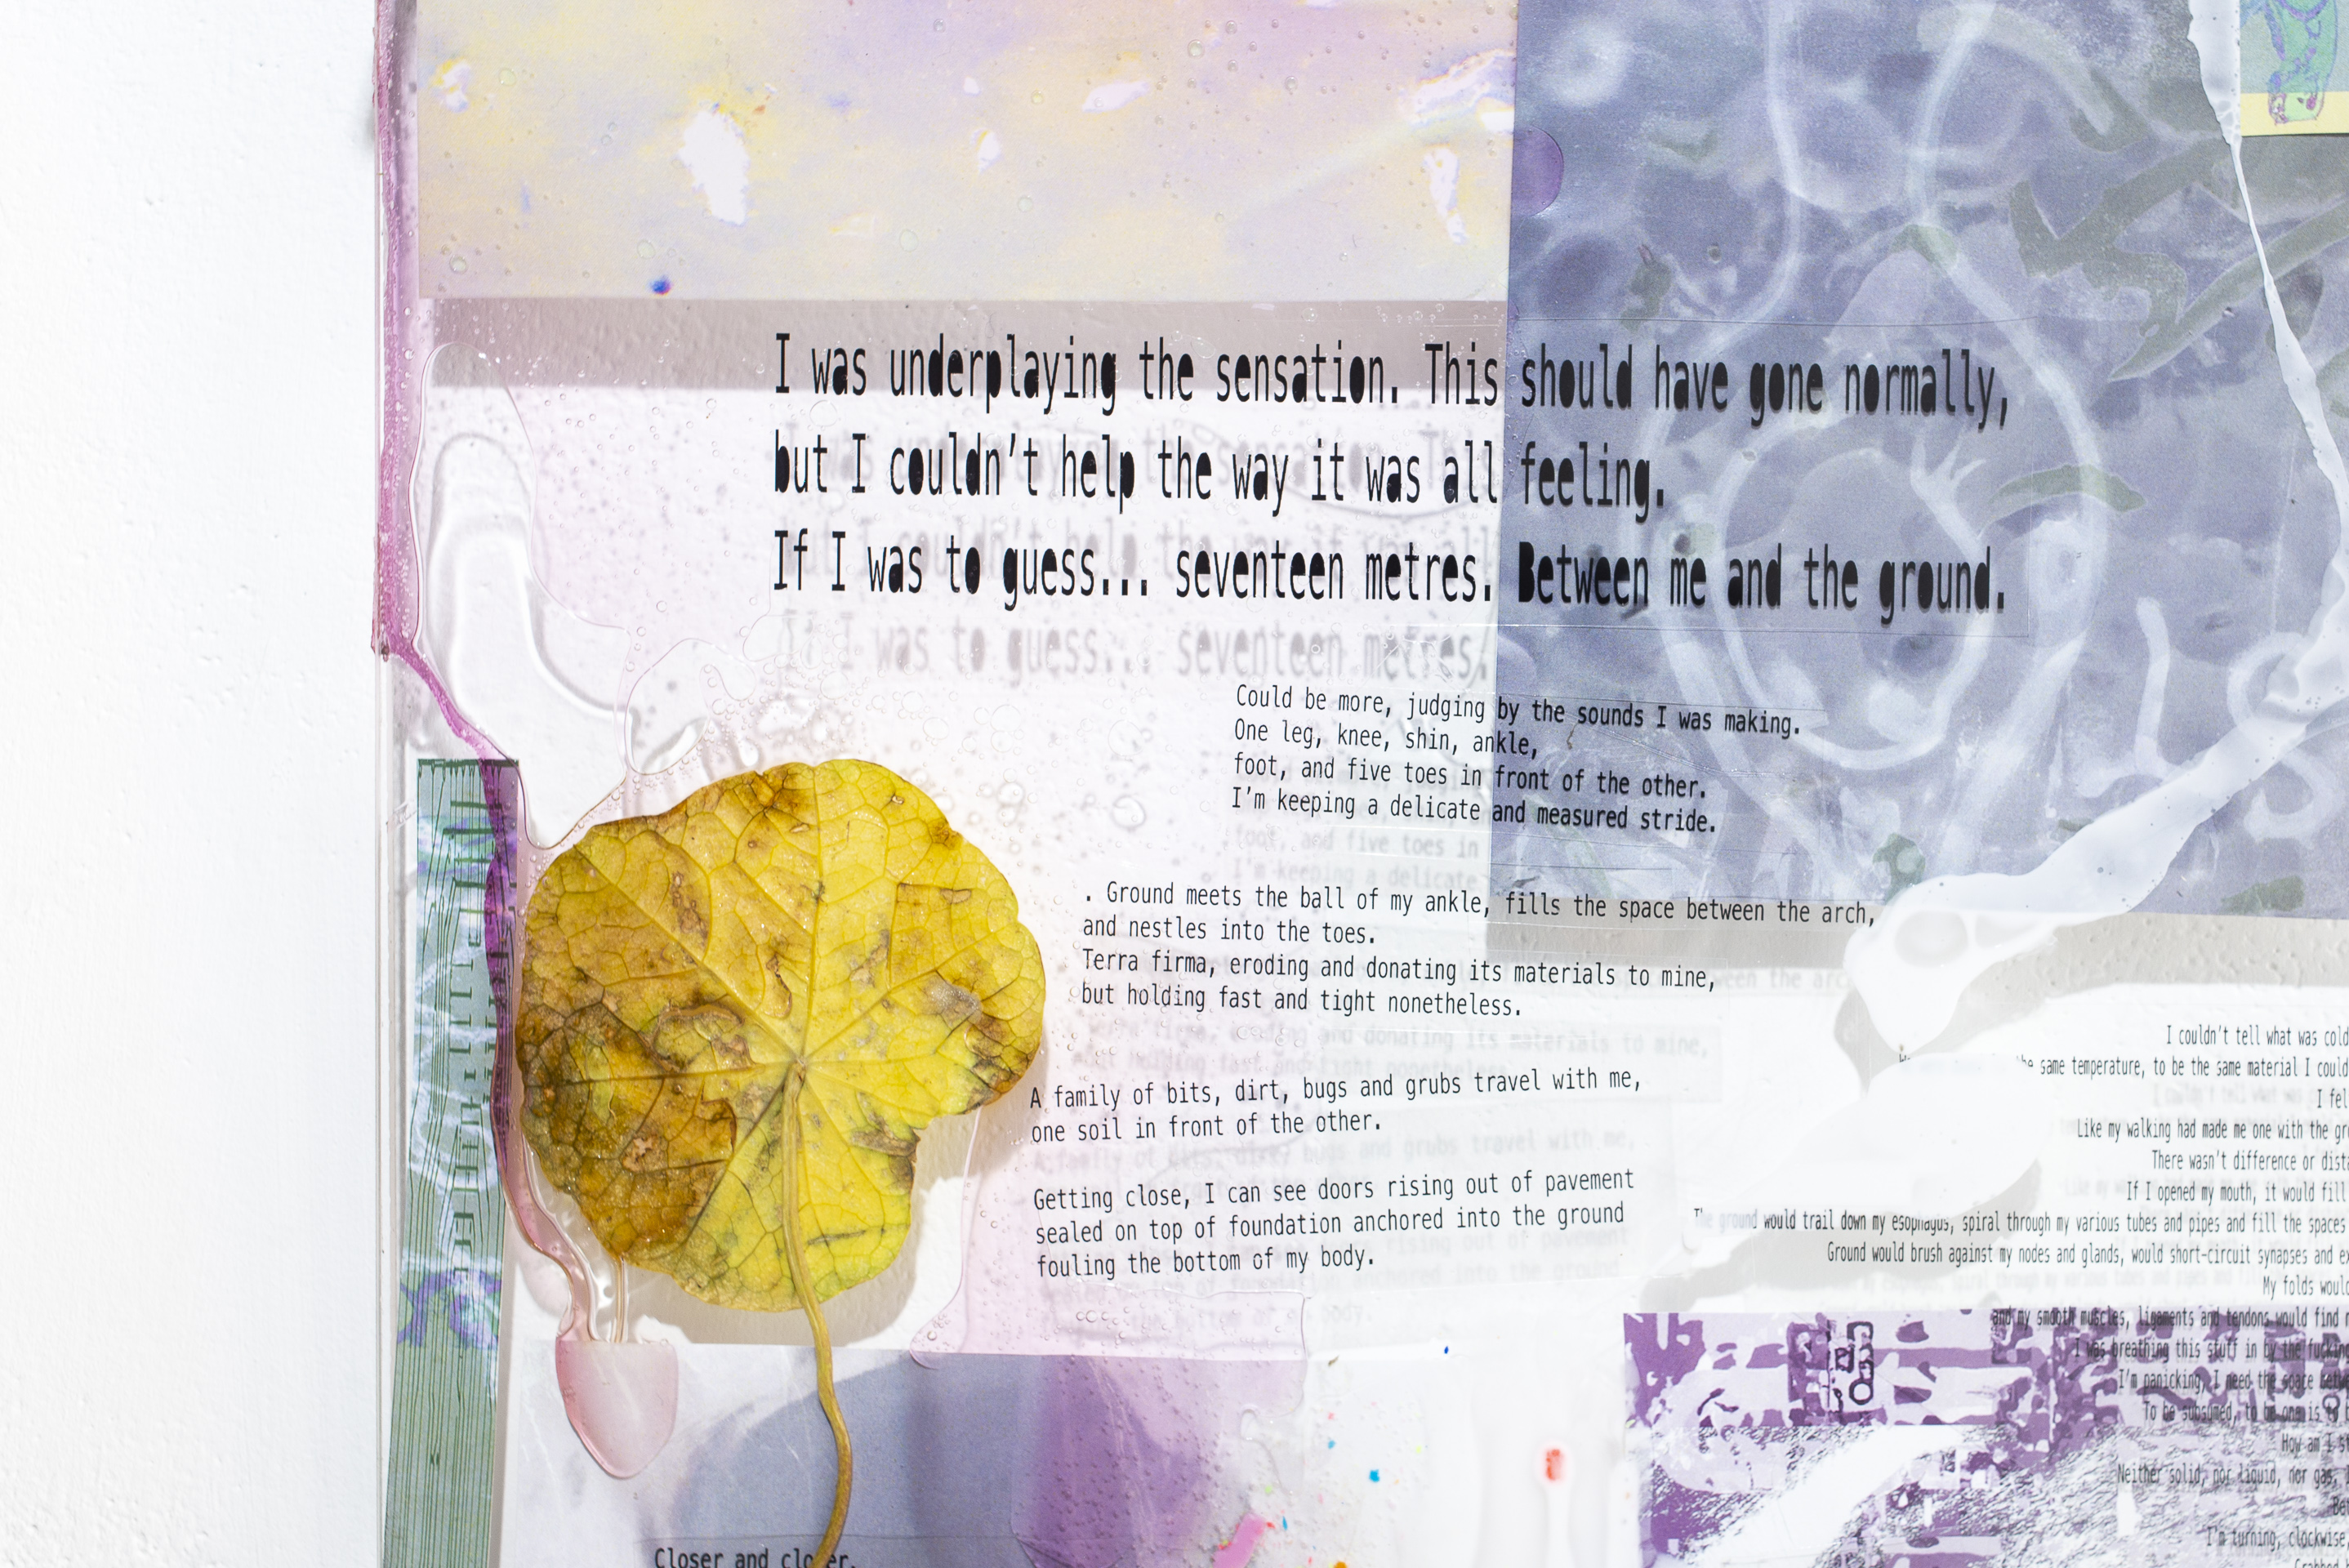 I was underplaying the sensation. This should have gone normally,
but I couldn't help the way it was all feeling.
If I was to guess... seventeen metres. Between me and the ground.
Could be more, judging by the sounds I was making.
One leg, knee, shin, ankle,
foot, and five toes in front of the other.
I'm keeping a delicate and measured stride.
. Ground meets the ball of my ankle, fills the space between the arch,
and nestles into the toes.
Terra firma, eroding and donating its materials to mine,
but holding fast and tight nonetheless.
A family of bits, dirt, bugs and grubs travel with me,
one soil in front of the other.
Getting close, I can see doors rising out of pavement
sealed on top of foundation anchored into the ground
fouling the bottom of my body.
I couldn't tell what was cold
the same temperature, to be the same material I could
I fel
Like my walking had made me one with the gr
There wasn't difference or dist
If I opened my mouth, it would fill
The ground would trail down my esophagus, spiral through my various tubes and pipes and fill the spaces
Ground would brush against my nodes and glands, would short-circuit synapses and e
My folds woul
and my smooth muscles, ligaments and tendons would find
I was breathing this stuff in by the fucking
I'm panicking, I need the space
To be subsumed, to be one is
How am I
Neither solid, nor liquid, nor gas,
I'm turning, clockwise
Closer and closer.